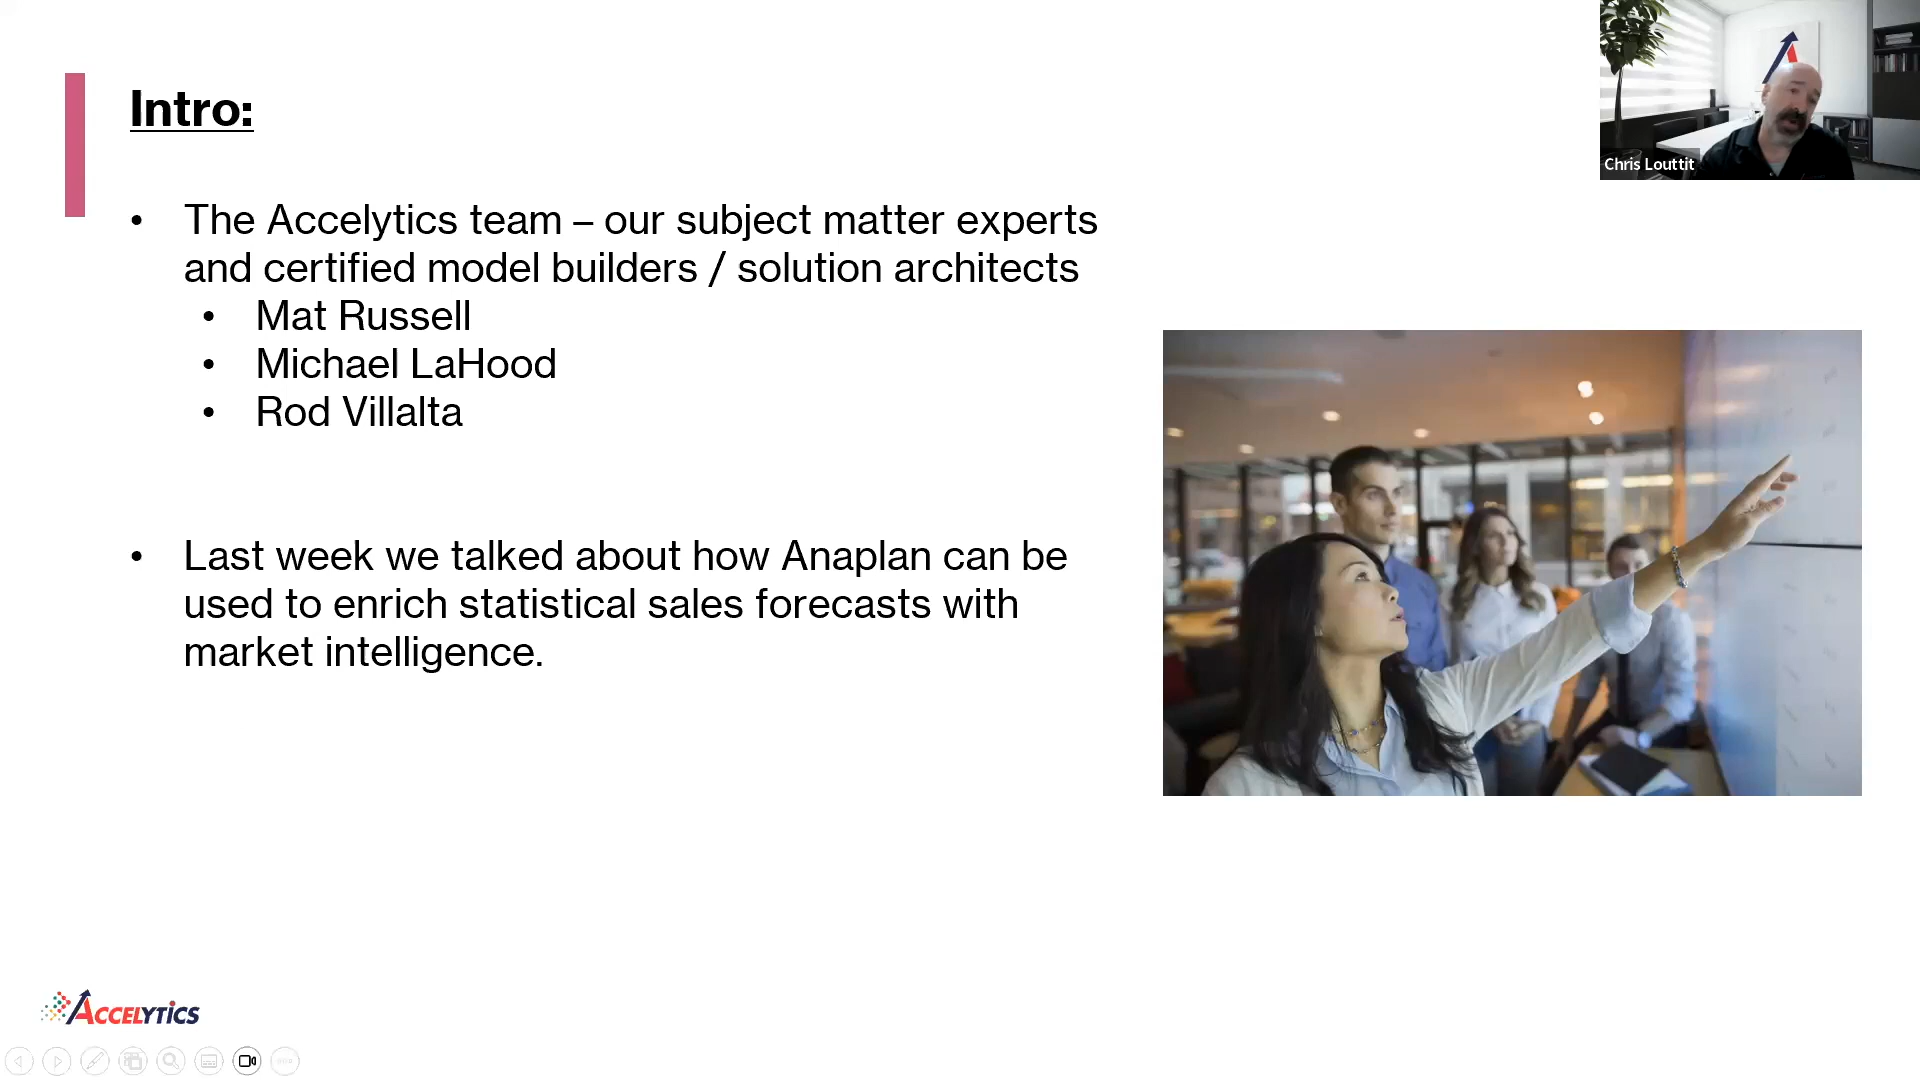 Intro:
• The Accelytics team – our subject matter experts
and certified model builders / solution architects
• Mat Russell
• Michael LaHood
• Rod Villalta
• Last week we talked about how Anaplan can be
used to enrich statistical sales forecasts with
market intelligence.
Chris Louttit
ACCELYTICS